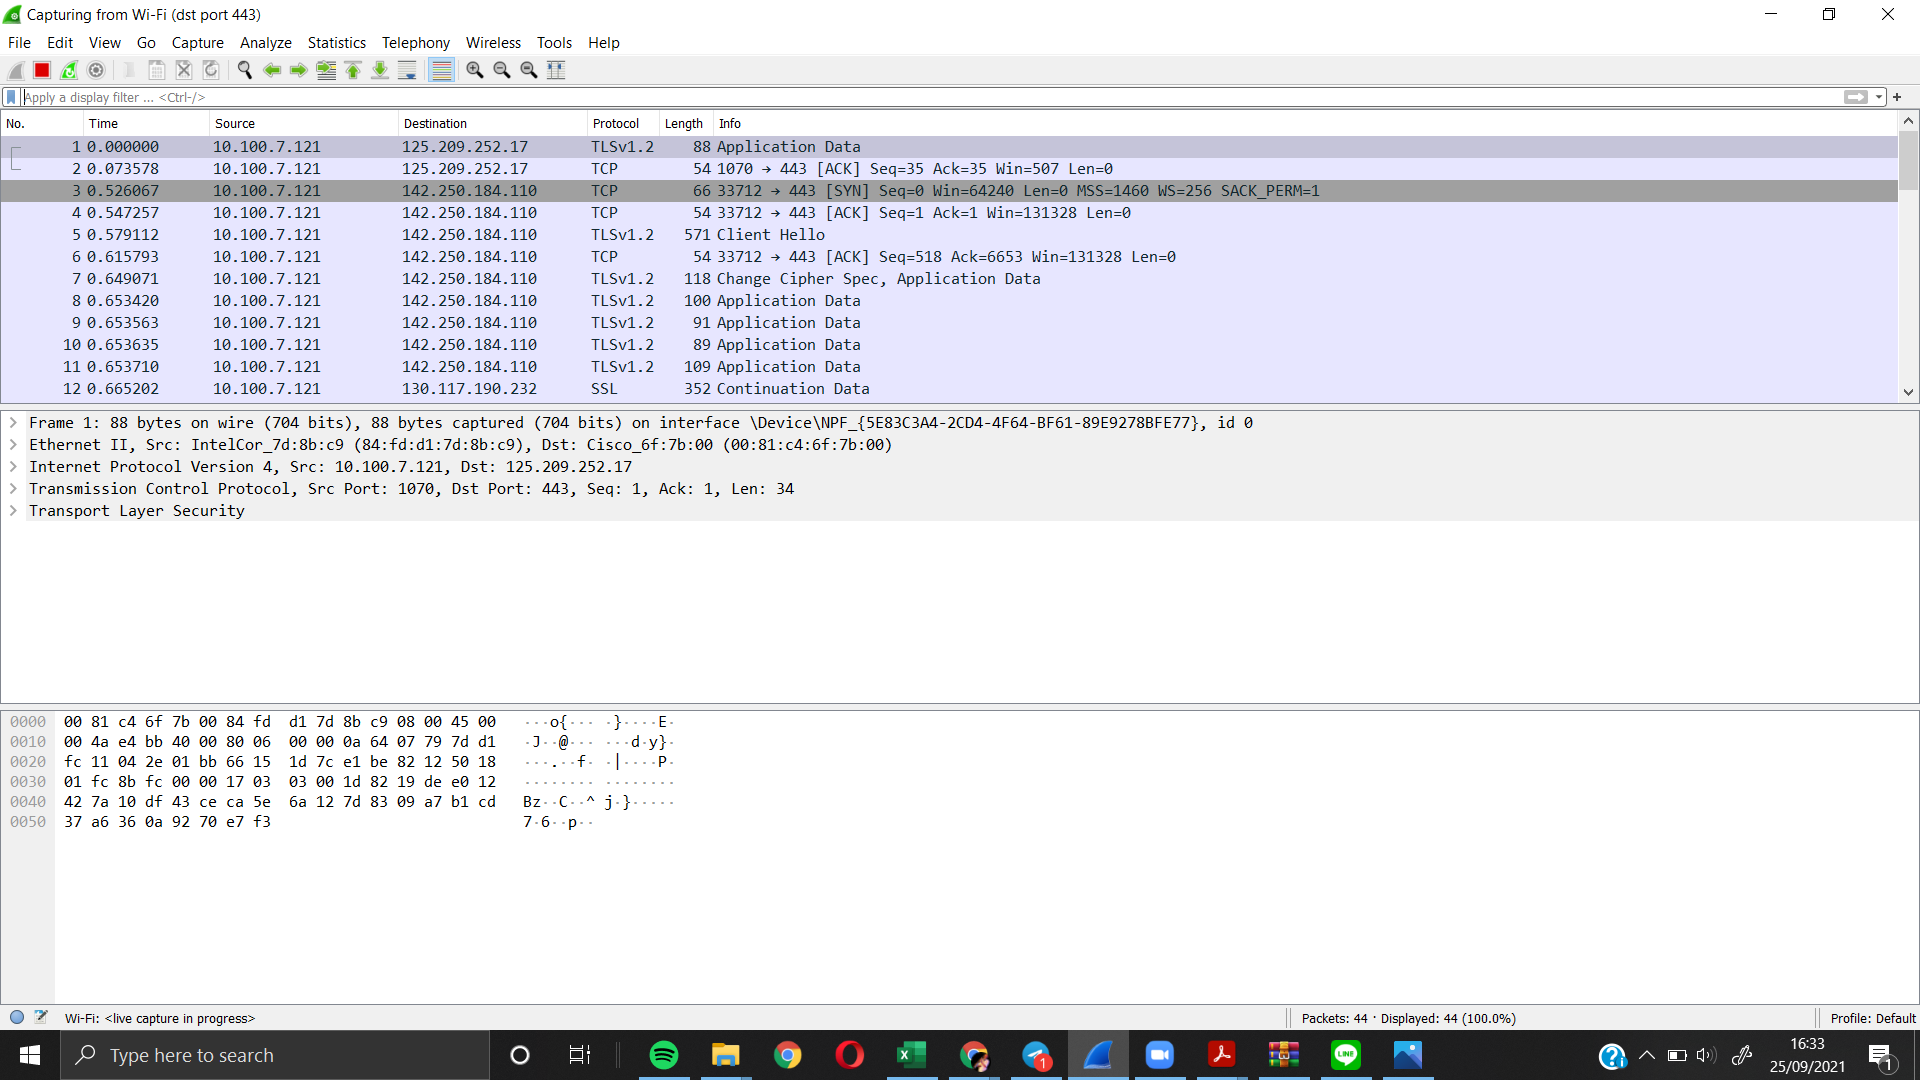 Capturing from Wi-Fi (dst port 443)
File Edit View Go Capture Analyze Statistics Telephony Wireless Tools Help
Apply a display filter ... <Ctrl-/>
No. Time Source Destination Protocol Length Info
1 0.000000 10.100.7.121 125.209.252.17 TLSv1.2 88 Application Data
2 0.073578 10.100.7.121 125.209.252.17 TCP 54 1070 → 443 [ACK] Seq=35 Ack=35 Win=507 Len=0
3 0.526067 10.100.7.121 142.250.184.110 TCP 66 33712 → 443 [SYN] Seq=0 Win=64240 Len=0 MSS=1460 WS=256 SACK_PERM=1
4 0.547257 10.100.7.121 142.250.184.110 TCP 54 33712 → 443 [ACK] Seq=1 Ack=1 Win=131328 Len=0
5 0.579112 10.100.7.121 142.250.184.110 TLSv1.2 571 Client Hello
6 0.615793 10.100.7.121 142.250.184.110 TCP 54 33712 → 443 [ACK] Seq=518 Ack=6653 Win=131328 Len=0
7 0.649071 10.100.7.121 142.250.184.110 TLSv1.2 118 Change Cipher Spec, Application Data
8 0.653420 10.100.7.121 142.250.184.110 TLSv1.2 100 Application Data
9 0.653563 10.100.7.121 142.250.184.110 TLSv1.2 91 Application Data
10 0.653635 10.100.7.121 142.250.184.110 TLSv1.2 89 Application Data
11 0.653710 10.100.7.121 142.250.184.110 TLSv1.2 109 Application Data
12 0.665202 10.100.7.121 130.117.190.232 SSL 352 Continuation Data
Frame 1: 88 bytes on wire (704 bits), 88 bytes captured (704 bits) on interface \Device\NPF_{5E83C3A4-2CD4-4F64-BF61-89E9278BFE77}, id 0
Ethernet II, Src: IntelCor_7d:8b:c9 (84:fd:d1:7d:8b:c9), Dst: Cisco_6f:7b:00 (00:81:c4:6f:7b:00)
Internet Protocol Version 4, Src: 10.100.7.121, Dst: 125.209.252.17
Transmission Control Protocol, Src Port: 1070, Dst Port: 443, Seq: 1, Ack: 1, Len: 34
Transport Layer Security
0000 00 81 c4 6f 7b 00 84 fd d1 7d 8b c9 08 00 45 00 ···o{··· ·}····E·
0010 00 4a e4 bb 40 00 80 06 00 00 0a 64 07 79 7d d1 ·J··@··· ···d·y}·
0020 fc 11 04 2e 01 bb 66 15 1d 7c e1 be 82 12 50 18 ···.··f· ·|····P·
0030 01 fc 8b fc 00 00 17 03 03 00 1d 82 19 de e0 12 ········ ········
0040 42 7a 10 df 43 ce ca 5e 6a 12 7d 83 09 a7 b1 cd Bz··C··^ j·}·····
0050 37 a6 36 0a 92 70 e7 f3 7·6··p··
Wi-Fi: <live capture in progress> Packets: 44 · Displayed: 44 (100.0%) Profile: Default
Type here to search
LINE
1
16:33
25/09/2021
1